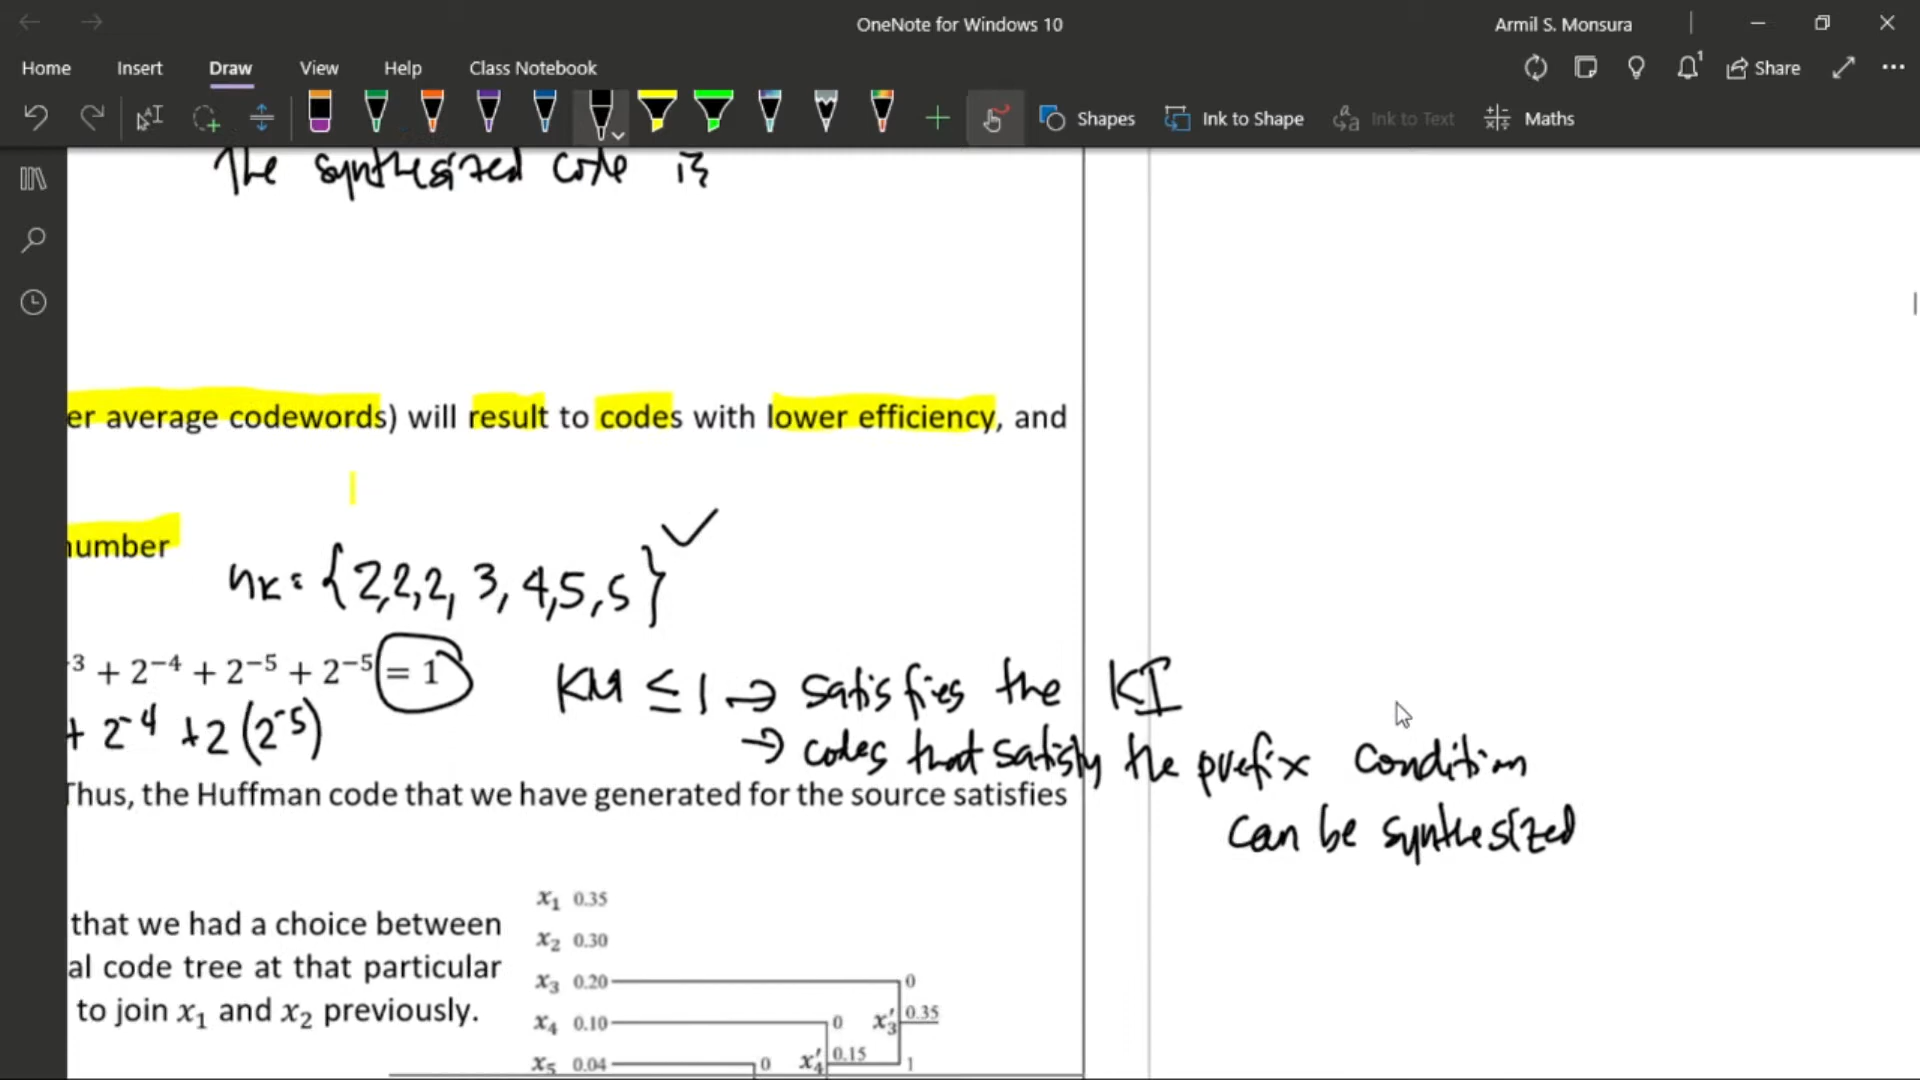 OneNote for Windows 10
Armil S. Monsura
Home Insert Draw View Help Class Notebook
Share
Shapes Ink to Shape Ink to Text Maths
The synthesized code is
er average codewords) will result to codes with lower efficiency, and
number
nk = {2,2,2, 3, 4,5,5}
-3 + 2−4 + 2−5 + 2−5 = 1
KM ≤ 1 → satisfies the KI
+ 2-4 +2 (2-5)
→ codes that satisfy the prefix condition
can be synthesized
Thus, the Huffman code that we have generated for the source satisfies
that we had a choice between
al code tree at that particular
to join x1 and x2 previously.
x1 0.35
x2 0.30
x3 0.20 0
x4 0.10 0 x′3 0.35
x5 0.04 0 x′4 0.15 1